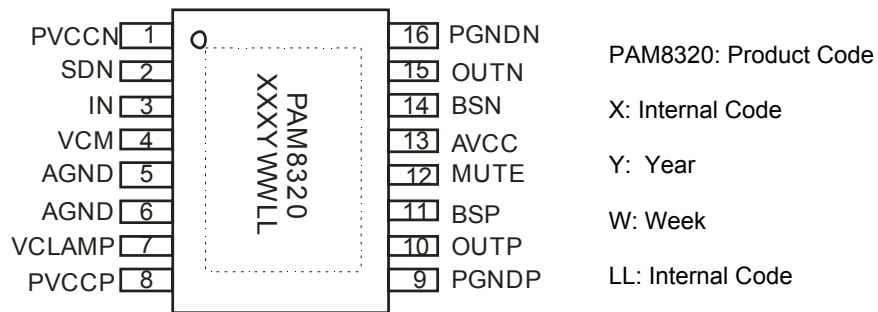 PVCCN 1
SDN 2
IN 3
VCM 4
AGND 5
AGND 6
VCLAMP 7
PVCCP 8
PAM8320
XXXYWWLL
16 PGNDN
15 OUTN
14 BSN
13 AVCC
12 MUTE
11 BSP
10 OUTP
9 PGNDP
PAM8320: Product Code
X: Internal Code
Y: Year
W: Week
LL: Internal Code